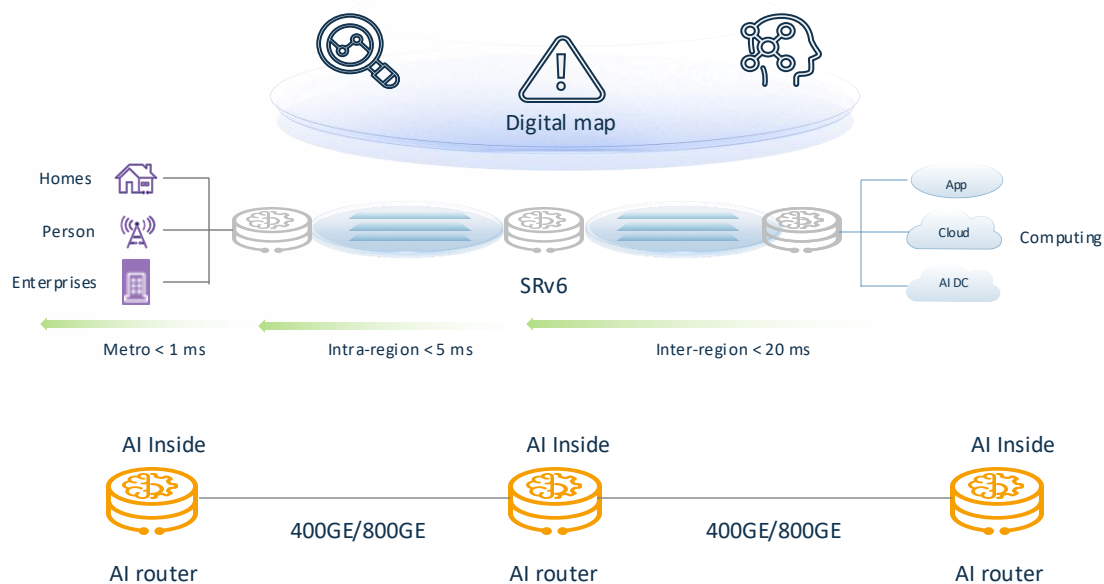 Digital map
Homes
Person
Enterprises
SRv6
App
Cloud
AI DC
Computing
Metro < 1 ms
Intra-region < 5 ms
Inter-region < 20 ms
AI Inside
AI Inside
AI Inside
400GE/800GE
400GE/800GE
AI router
AI router
AI router